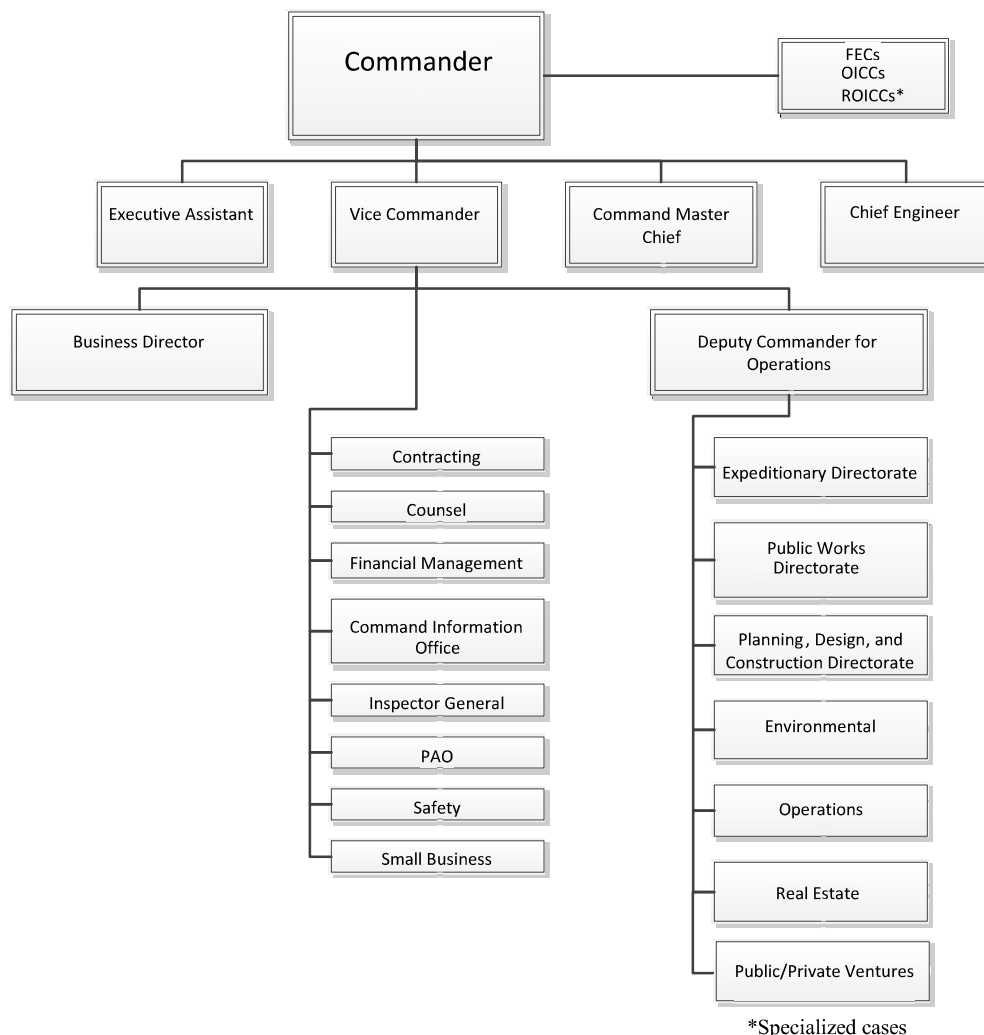 Commander
FECs
OICCs
ROICCs*
Executive Assistant
Vice Commander
Command Master
Chief
Chief Engineer
Business Director
Deputy Commander for
Operations
Contracting
Counsel
Financial Management
Command Information
Office
Inspector General
PAO
Safety
Small Business
Expeditionary Directorate
Public Works
Directorate
Planning, Design, and
Construction Directorate
Environmental
Operations
Real Estate
Public/Private Ventures
*Specialized cases